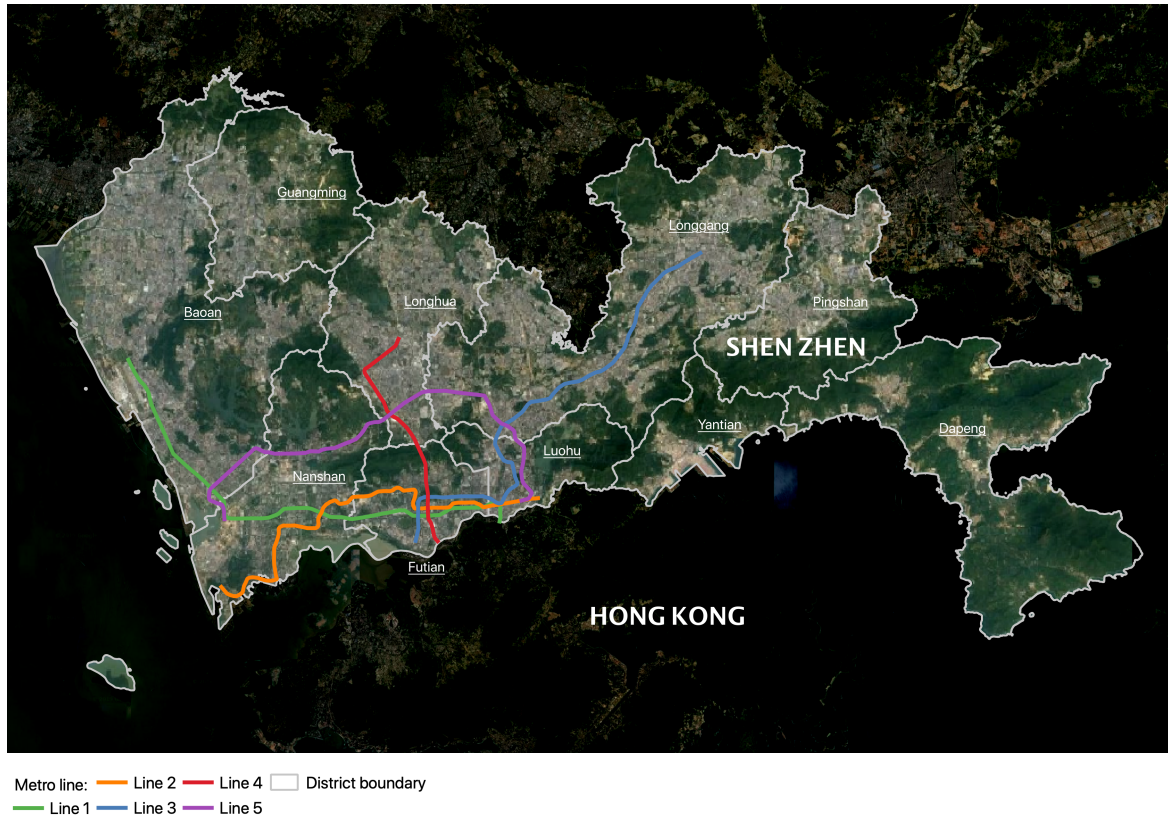 Guangming
Longgang
Longhua
Pingshan
Baoan
SHEN ZHEN
Yantian
Dapeng
Luohu
Nanshan
Futian
HONG KONG
Metro line: Line 2 Line 4 District boundary
Line 1 Line 3 Line 5